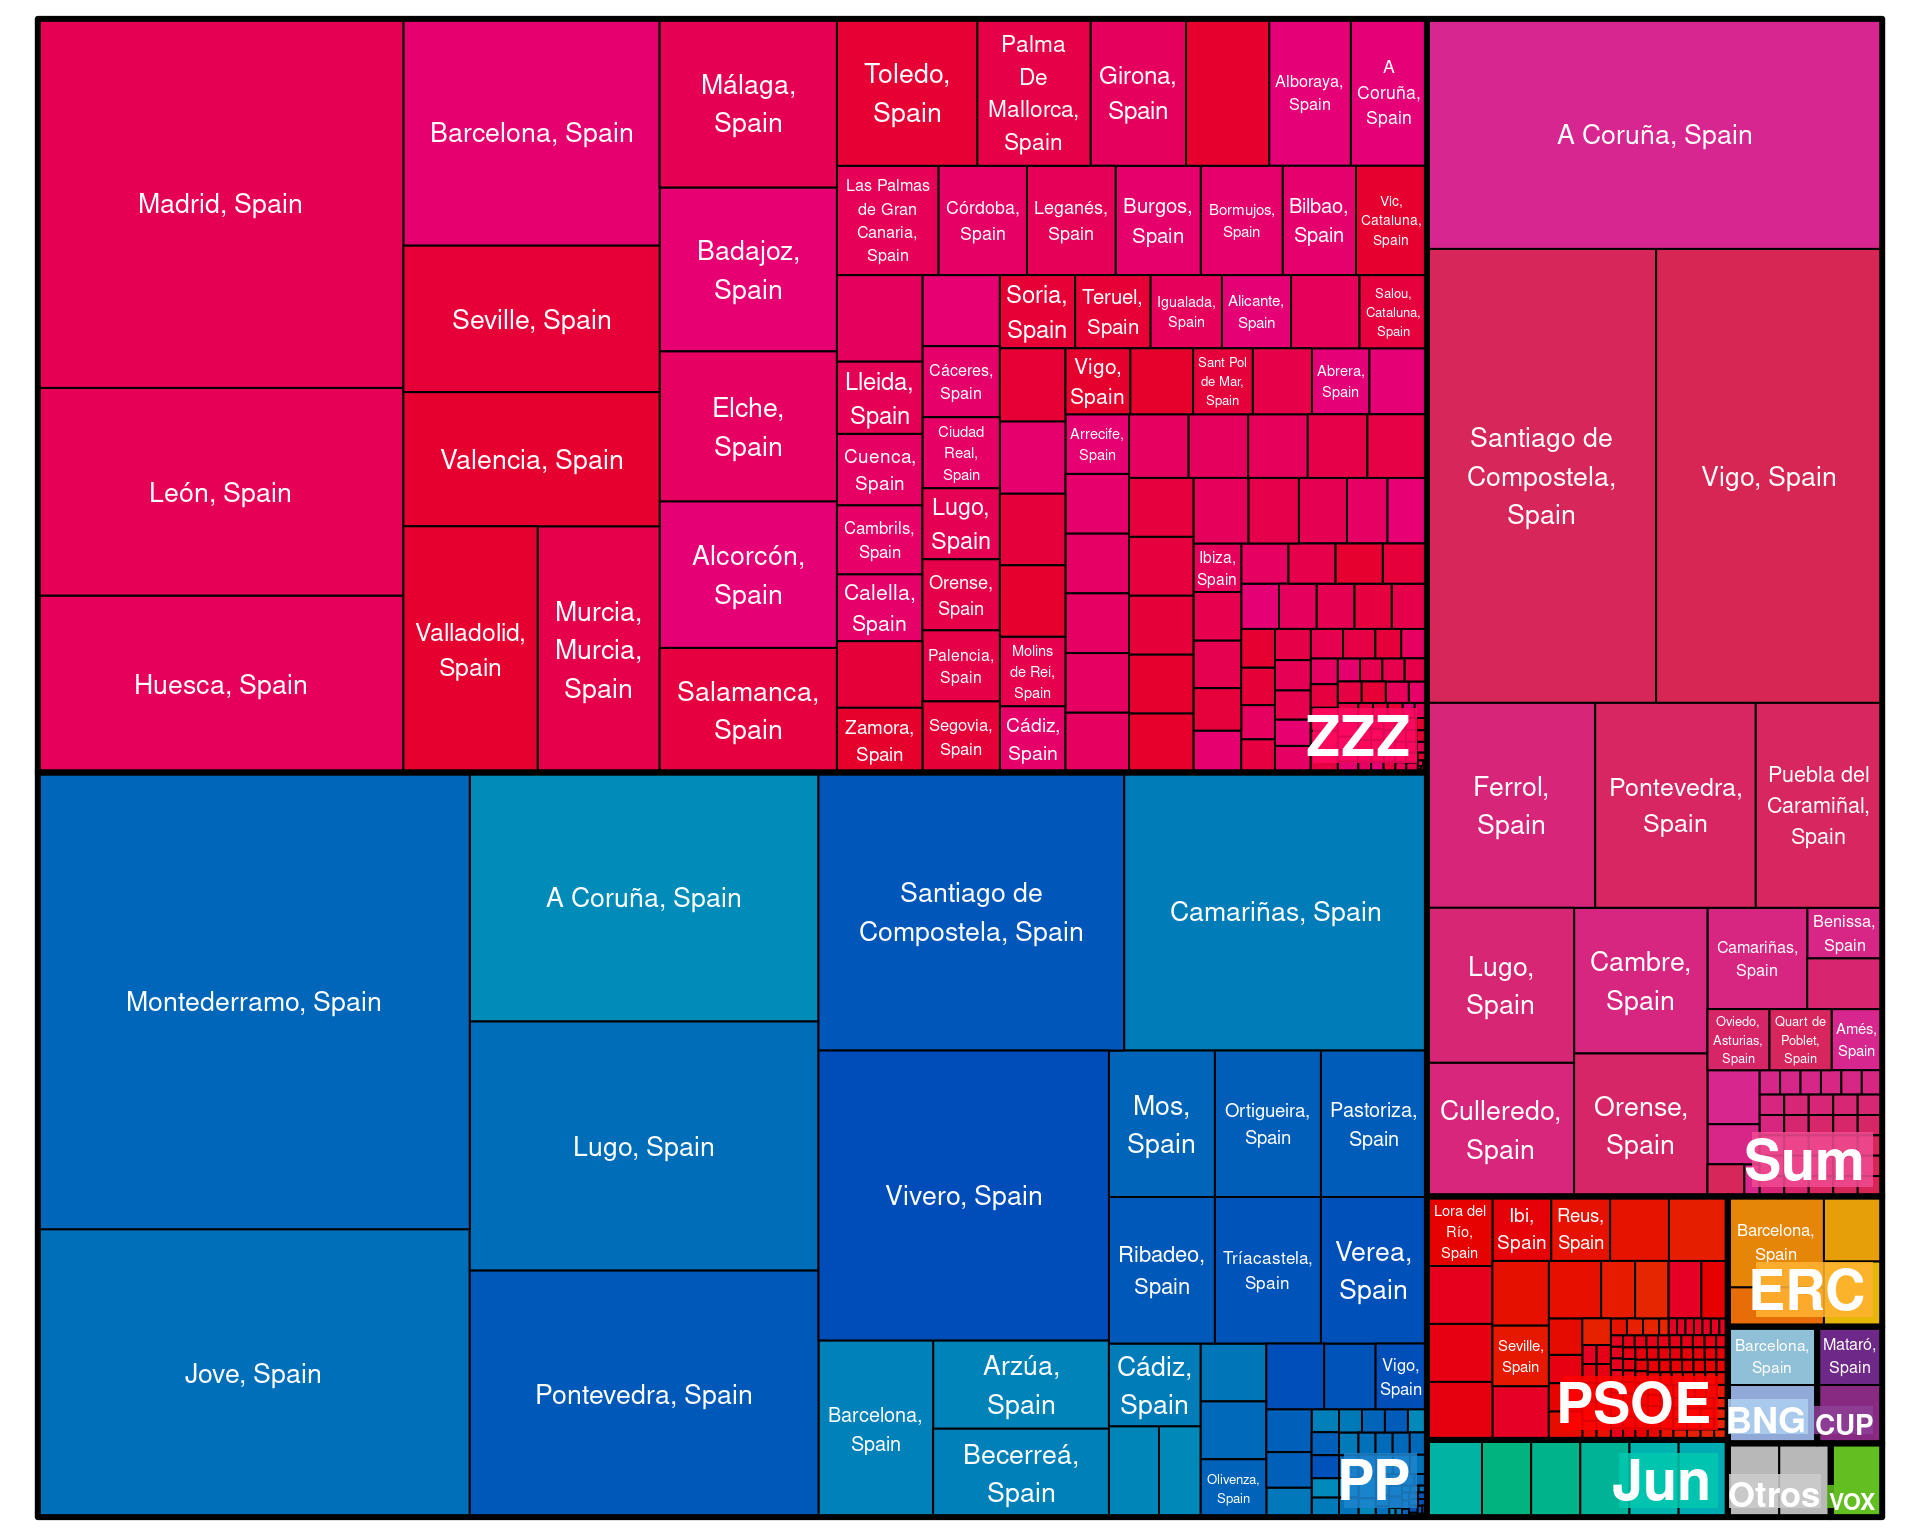 Madrid, Spain
León, Spain
Huesca, Spain
Barcelona, Spain
Seville, Spain
Valencia, Spain
Valladolid,
Spain
Murcia,
Murcia,
Spain
Málaga,
Spain
Badajoz,
Spain
Elche,
Spain
Alcorcón,
Spain
Salamanca,
Spain
Toledo,
Spain
Palma
De
Mallorca,
Spain
Girona,
Spain
Alboraya,
Spain
A
Coruña,
Spain
Las Palmas
de Gran
Canaria,
Spain
Córdoba,
Spain
Leganés,
Spain
Burgos,
Spain
Bormujos,
Spain
Bilbao,
Spain
Vic,
Cataluna,
Spain
Lleida,
Spain
Cuenca,
Spain
Cambrils,
Spain
Calella,
Spain
Zamora,
Spain
Cáceres,
Spain
Ciudad
Real,
Spain
Lugo,
Spain
Orense,
Spain
Palencia,
Spain
Segovia,
Spain
Soria,
Spain
Teruel,
Spain
Igualada,
Spain
Alicante,
Spain
Salou,
Cataluna,
Spain
Molins
de Rei,
Spain
Cádiz,
Spain
Vigo,
Spain
Sant Pol
de Mar,
Spain
Abrera,
Spain
Arrecife,
Spain
Ibiza,
Spain
ZZZ
Montederramo, Spain
Jove, Spain
A Coruña, Spain
Lugo, Spain
Pontevedra, Spain
Santiago de
Compostela, Spain
Camariñas, Spain
Vivero, Spain
Mos,
Spain
Ortigueira,
Spain
Pastoriza,
Spain
Ribadeo,
Spain
Tríacastela,
Spain
Verea,
Spain
Barcelona,
Spain
Arzúa,
Spain
Becerreá,
Spain
Cádiz,
Spain
Olivenza,
Spain
Vigo,
Spain
PP
A Coruña, Spain
Santiago de
Compostela,
Spain
Vigo, Spain
Ferrol,
Spain
Pontevedra,
Spain
Puebla del
Caramiñal,
Spain
Lugo,
Spain
Culleredo,
Spain
Cambre,
Spain
Orense,
Spain
Camariñas,
Spain
Benissa,
Spain
Oviedo,
Asturias,
Spain
Quart de
Poblet,
Spain
Amés,
Spain
Sum
Lora del
Río,
Spain
Ibi,
Spain
Reus,
Spain
Seville,
Spain
PSOE
Barcelona,
Spain
ERC
Barcelona,
Spain
BNG
Mataró,
Spain
CUP
Jun
Otros
VOX